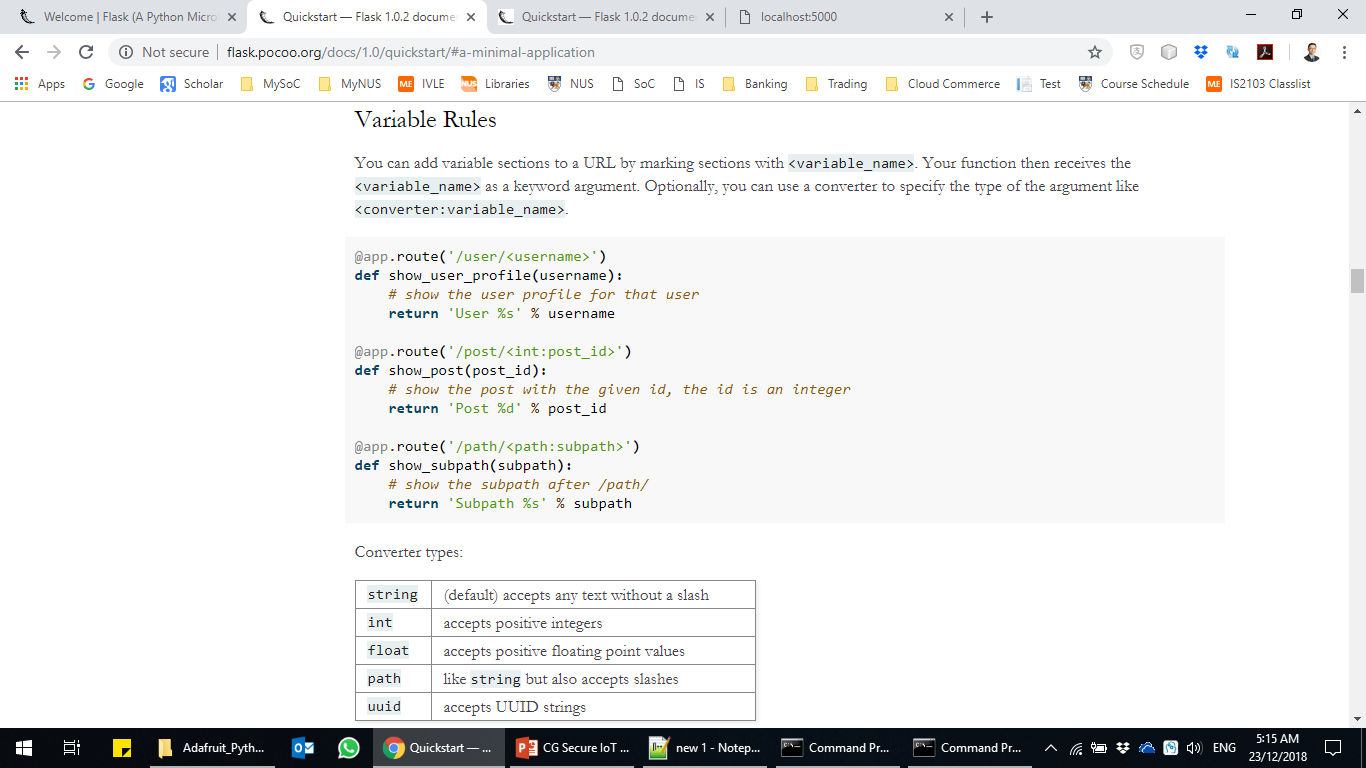 Welcome | Flask (A Python Micro
Quickstart — Flask 1.0.2 docume
Quickstart — Flask 1.0.2 docume
localhost:5000
Not secure | flask.pocoo.org/docs/1.0/quickstart/#a-minimal-application
Apps Google Scholar MySoC MyNUS IVLE Libraries NUS SoC IS Banking Trading Cloud Commerce Test Course Schedule IS2103 Classlist
Variable Rules
You can add variable sections to a URL by marking sections with <variable_name>. Your function then receives the
<variable_name> as a keyword argument. Optionally, you can use a converter to specify the type of the argument like
<converter:variable_name>.
@app.route('/user/<username>')
def show_user_profile(username):
    # show the user profile for that user
    return 'User %s' % username
@app.route('/post/<int:post_id>')
def show_post(post_id):
    # show the post with the given id, the id is an integer
    return 'Post %d' % post_id
@app.route('/path/<path:subpath>')
def show_subpath(subpath):
    # show the subpath after /path/
    return 'Subpath %s' % subpath
Converter types:
string (default) accepts any text without a slash
int accepts positive integers
float accepts positive floating point values
path like string but also accepts slashes
uuid accepts UUID strings
Adafruit_Pyth... Quickstart — ... CG Secure IoT ... new 1 - Notep... Command Pr... Command Pr... ENG
5:15 AM
23/12/2018